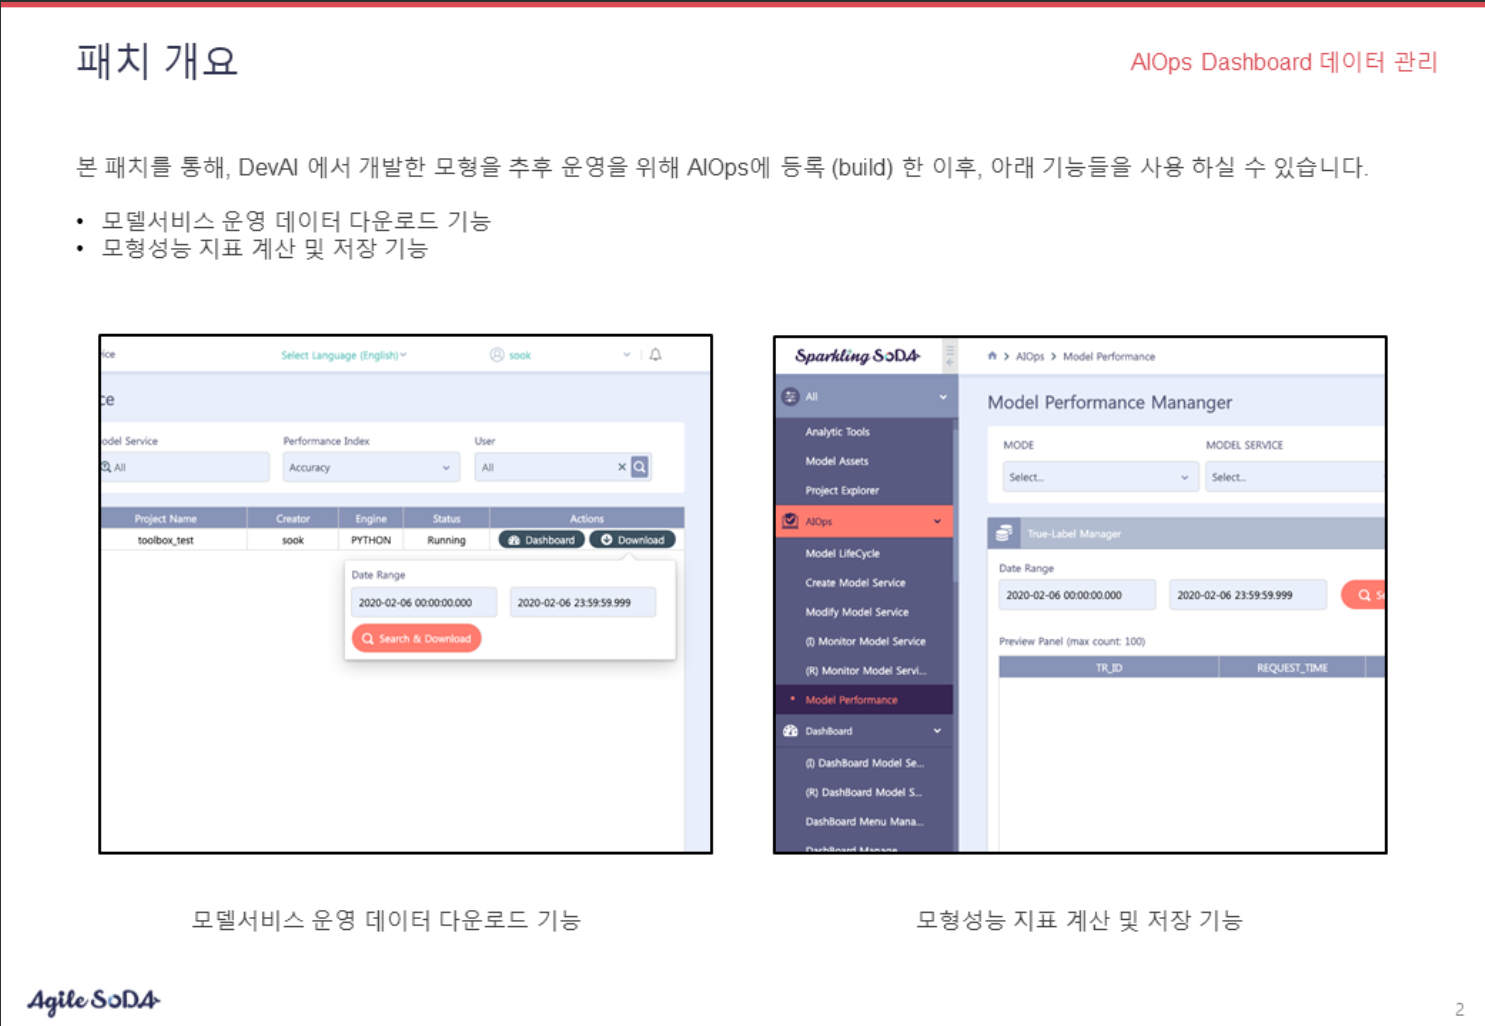 패치 개요
AIOps Dashboard 데이터 관리
본 패치를 통해, DevAI 에서 개발한 모형을 추후 운영을 위해 AIOps에 등록 (build) 한 이후, 아래 기능들을 사용 하실 수 있습니다.
• 모델서비스 운영 데이터 다운로드 기능
• 모형성능 지표 계산 및 저장 기능
ice
Select Language (English)
sook
ce
odel Service
Performance Index
User
All
Accuracy
All
Project Name
Creator
Engine
Status
Actions
toolbox_test
sook
PYTHON
Running
Dashboard
Download
Date Range
2020-02-06 00:00:00.000
2020-02-06 23:59:59.999
Search & Download
Sparkling SoDA
AIOps > Model Performance
All
Analytic Tools
Model Assets
Project Explorer
AIOps
Model LifeCycle
Create Model Service
Modify Model Service
(I) Monitor Model Service
(R) Monitor Model Servi...
Model Performance
DashBoard
(I) DashBoard Model Se...
(R) DashBoard Model S...
DashBoard Menu Mana...
DashBoard Manage
Model Performance Mananger
MODE
MODEL SERVICE
Select...
Select...
True-Label Manager
Date Range
2020-02-06 00:00:00.000
2020-02-06 23:59:59.999
Se
Preview Panel (max count: 100)
TR_ID
REQUEST_TIME
모델서비스 운영 데이터 다운로드 기능
모형성능 지표 계산 및 저장 기능
Agile SoDA
2